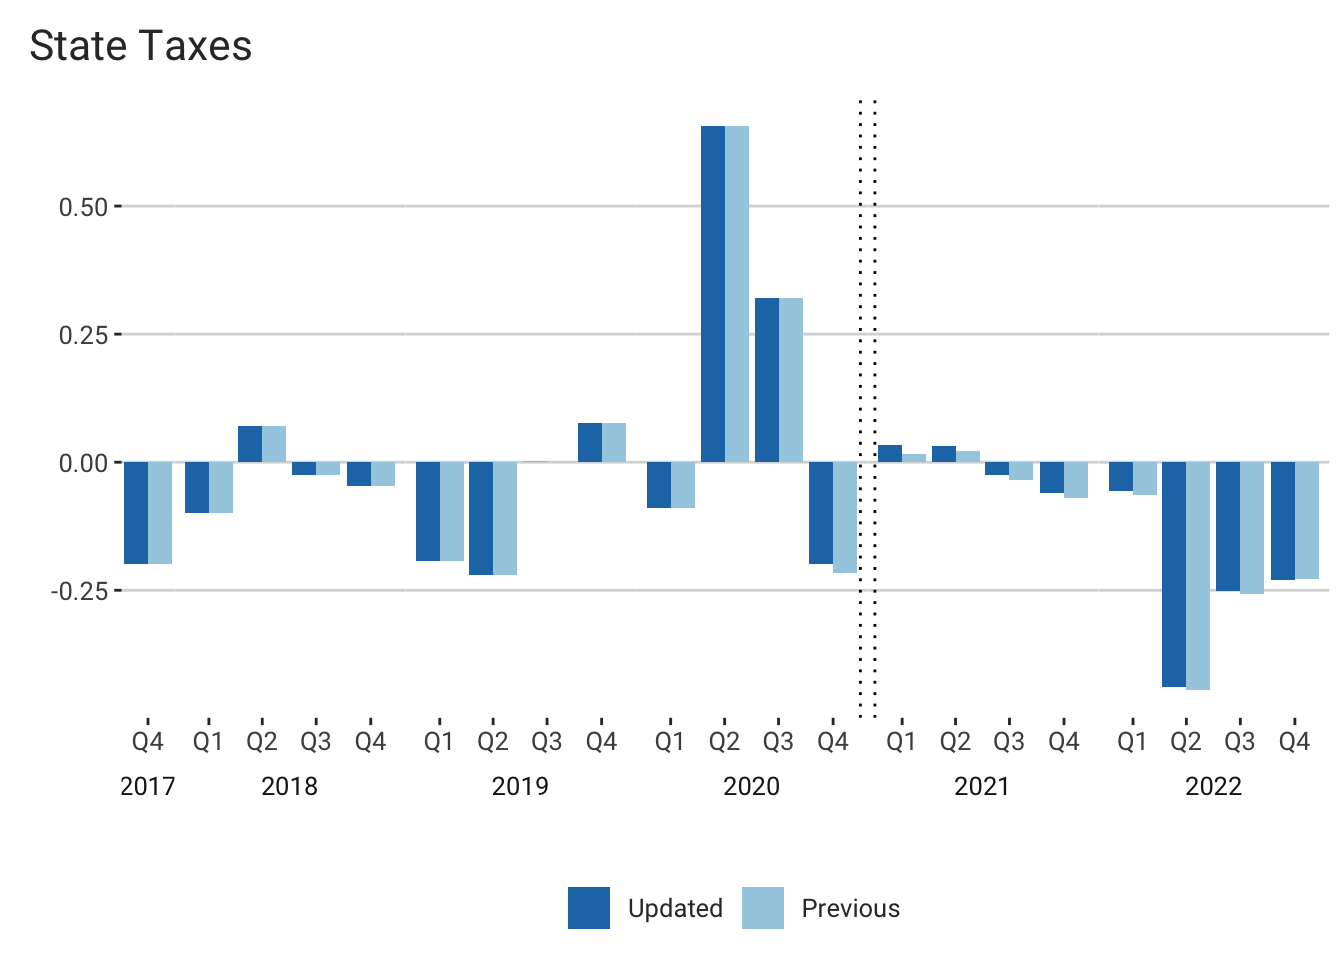 State Taxes
0.50
0.25
0.00
-0.25
Q4 Q1 Q2 Q3 Q4 Q1 Q2 Q3 Q4 Q1 Q2 Q3 Q4 Q1 Q2 Q3 Q4 Q1 Q2 Q3 Q4
2017 2018 2019 2020 2021 2022
Updated Previous